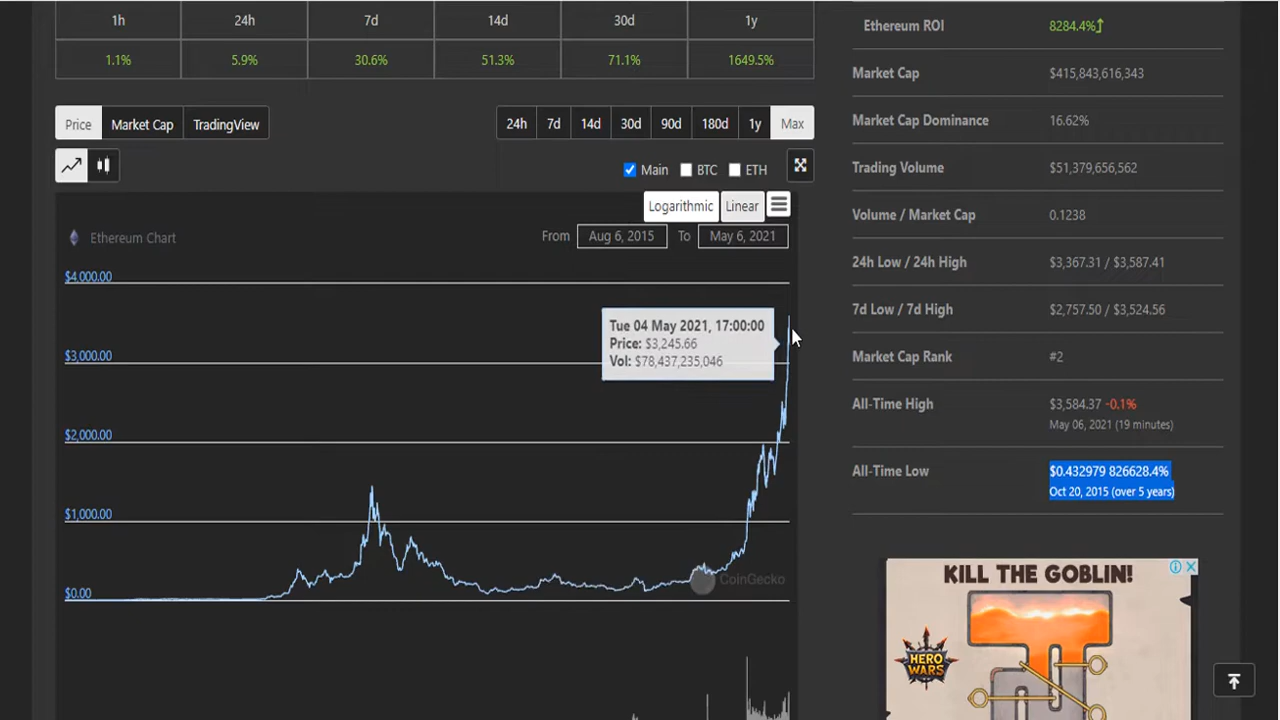 1h 24h 7d 14d 30d 1y
1.1% 5.9% 30.6% 51.3% 71.1% 1649.5%
Price Market Cap TradingView
24h 7d 14d 30d 90d 180d 1y Max
Main BTC ETH
Logarithmic Linear
Ethereum Chart
From Aug 6, 2015 To May 6, 2021
$4,000.00
$3,000.00
$2,000.00
$1,000.00
$0.00
Tue 04 May 2021, 17:00:00
Price: $3,245.66
Vol: $78,437,235,046
CoinGecko
Ethereum ROI 8284.4%
Market Cap $415,843,616,343
Market Cap Dominance 16.62%
Trading Volume $51,379,656,562
Volume / Market Cap 0.1238
24h Low / 24h High $3,367.31 / $3,587.41
7d Low / 7d High $2,757.50 / $3,524.56
Market Cap Rank #2
All-Time High $3,584.37 -0.1%
May 06, 2021 (19 minutes)
All-Time Low $0.432979 826628.4%
Oct 20, 2015 (over 5 years)
KILL THE GOBLIN!
HERO
WARS